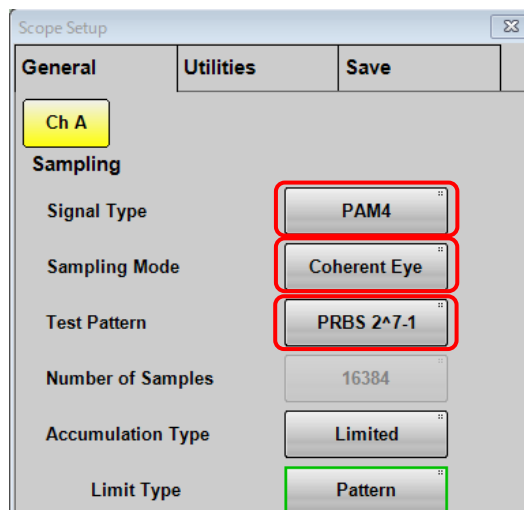 Scope Setup
General Utilities Save
Ch A
Sampling
Signal Type PAM4
Sampling Mode Coherent Eye
Test Pattern PRBS 2^7-1
Number of Samples 16384
Accumulation Type Limited
Limit Type Pattern